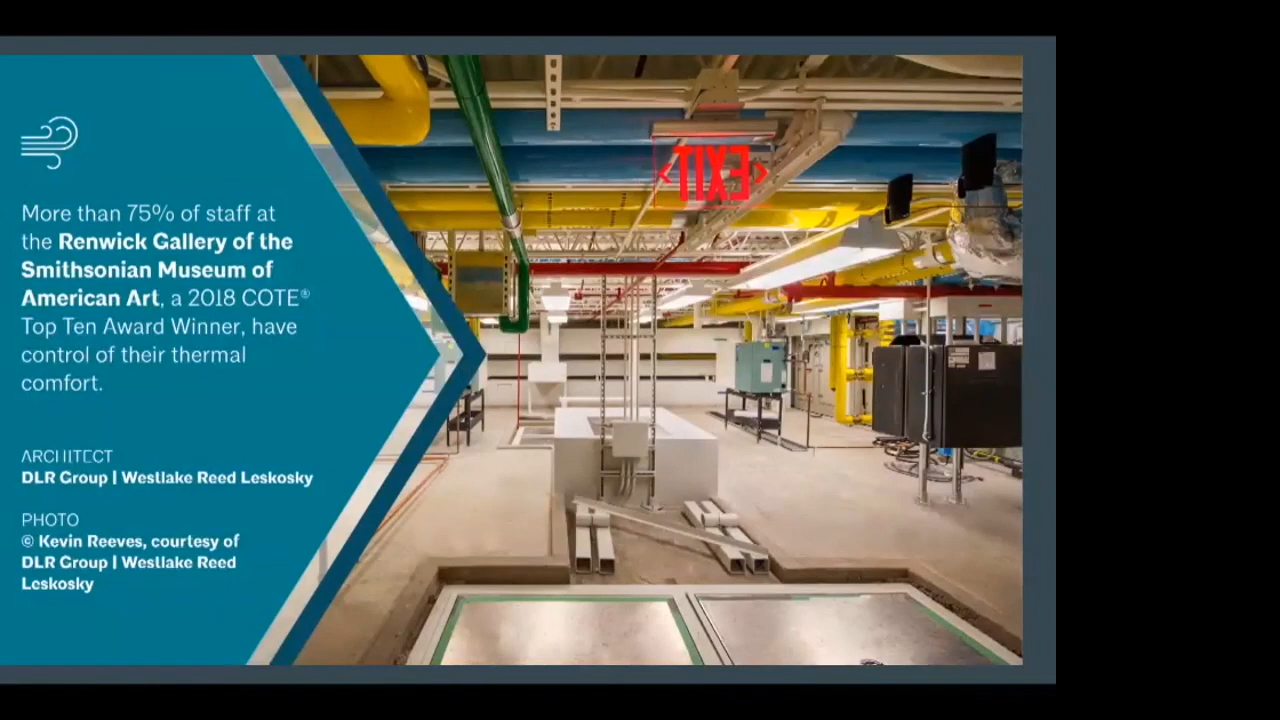 More than 75% of staff at
the Renwick Gallery of the
Smithsonian Museum of
American Art, a 2018 COTE®
Top Ten Award Winner, have
control of their thermal
comfort.
ARCHITECT
DLR Group | Westlake Reed Leskosky
PHOTO
© Kevin Reeves, courtesy of
DLR Group | Westlake Reed
Leskosky
EXIT